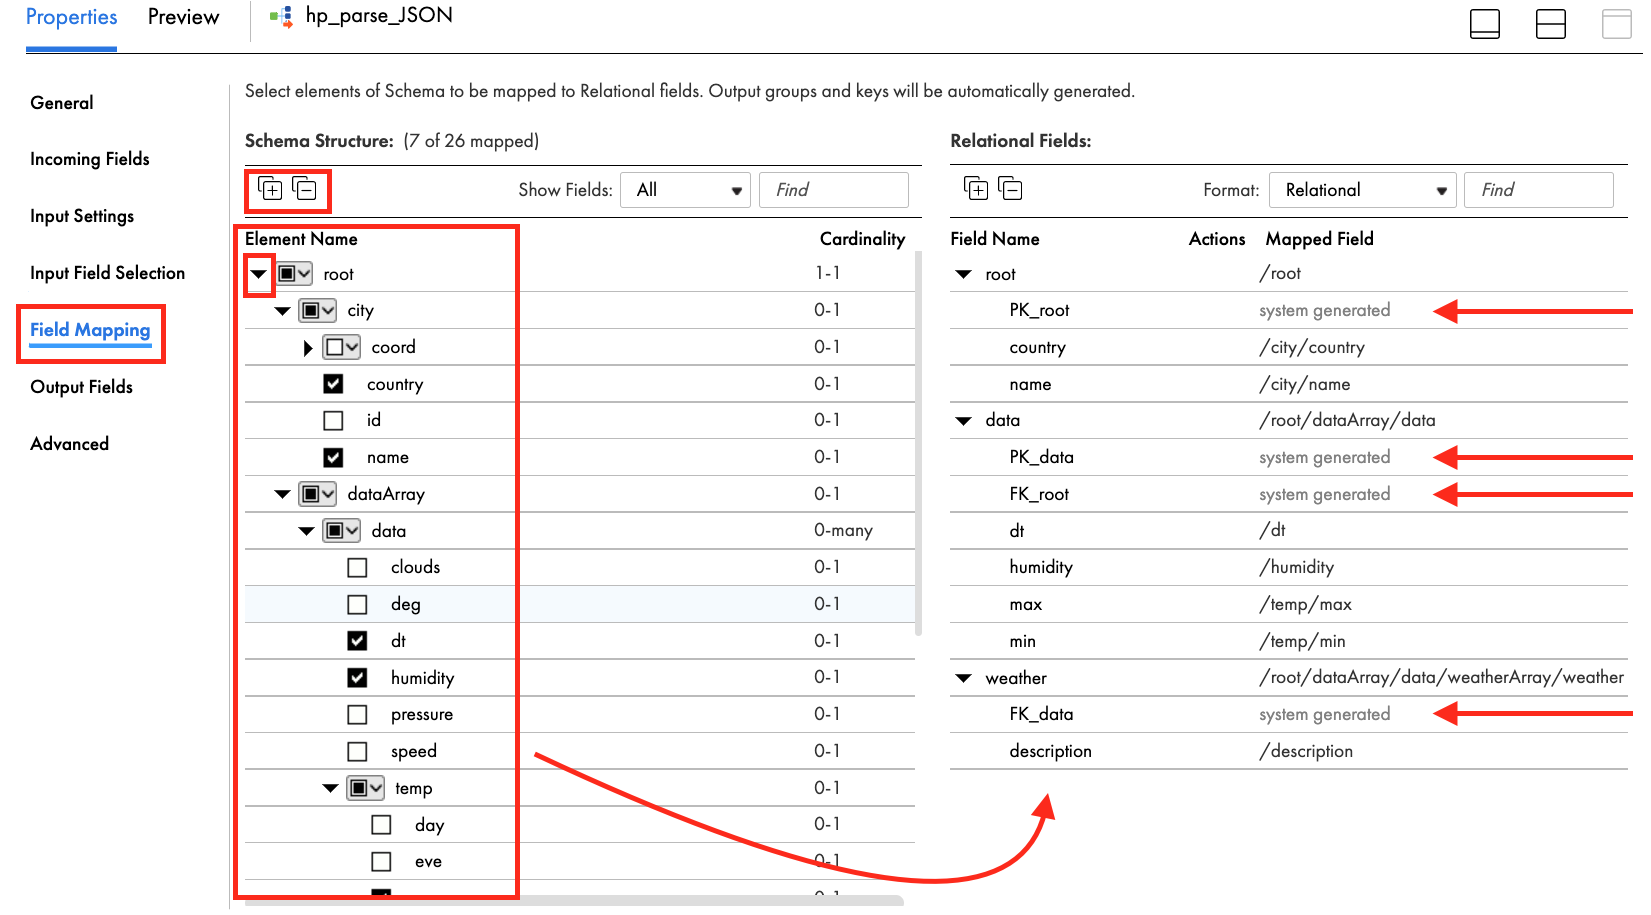 Properties Preview hp_parse_JSON
General
Incoming Fields
Input Settings
Input Field Selection
Field Mapping
Output Fields
Advanced
Select elements of Schema to be mapped to Relational fields. Output groups and keys will be automatically generated.
Schema Structure: (7 of 26 mapped)
Show Fields: All Find
Element Name Cardinality
root 1-1
city 0-1
coord 0-1
country 0-1
id 0-1
name 0-1
dataArray 0-1
data 0-many
clouds 0-1
deg 0-1
dt 0-1
humidity 0-1
pressure 0-1
speed 0-1
temp 0-1
day 0-1
eve 0-1
0-1
Relational Fields:
Format: Relational Find
Field Name Actions Mapped Field
root /root
PK_root system generated
country /city/country
name /city/name
data /root/dataArray/data
PK_data system generated
FK_root system generated
dt /dt
humidity /humidity
max /temp/max
min /temp/min
weather /root/dataArray/data/weatherArray/weather
FK_data system generated
description /description